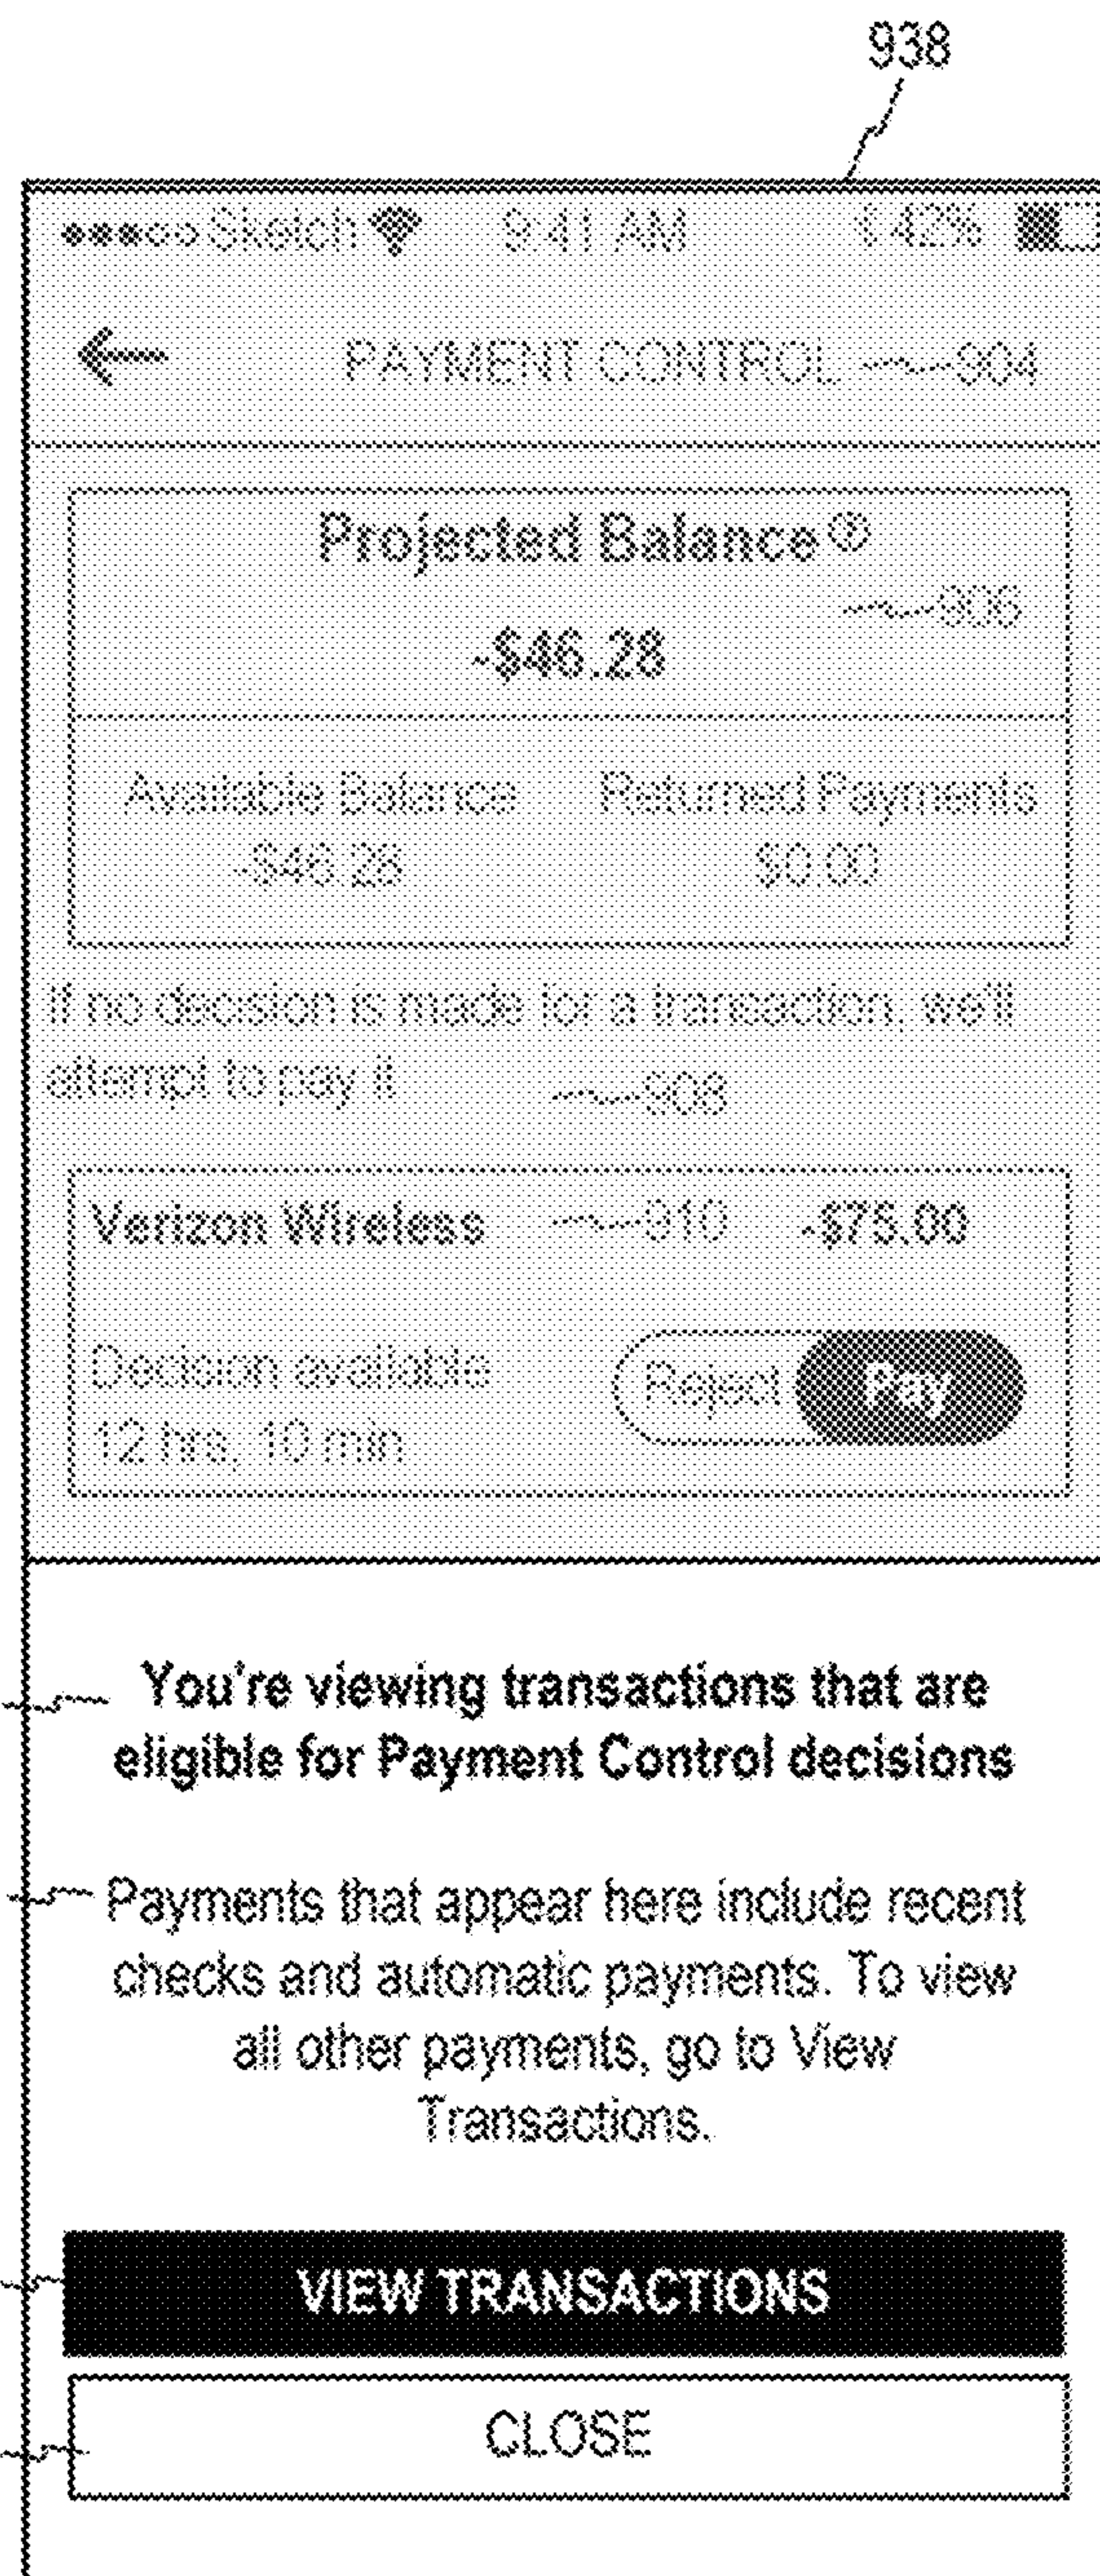 938
Sketch 9:41 AM 42%
PAYMENT CONTROL 904
Projected Balance ?
906
-$46.28
Available Balance Returned Payments
-$46.28 $0.00
If no decision is made for a transaction, we'll
attempt to pay it
908
Verizon Wireless 910 -$75.00
Decision available
12 hrs, 10 min
Reject Pay
You're viewing transactions that are
eligible for Payment Control decisions
Payments that appear here include recent
checks and automatic payments. To view
all other payments, go to View
Transactions.
VIEW TRANSACTIONS
CLOSE